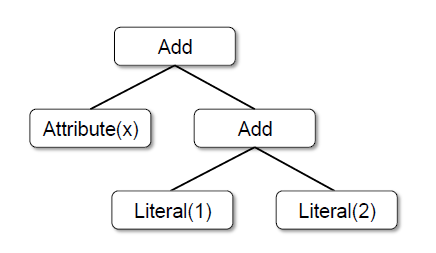 Add
Attribute(x)
Add
Literal(1)
Literal(2)